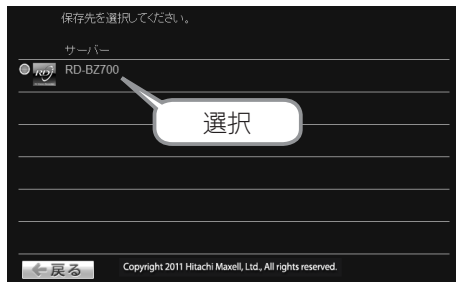 保存先を選択してください。
サーバー
RD RD-BZ700
選択
戻る
Copyright 2011 Hitachi Maxell, Ltd., All rights reserved.